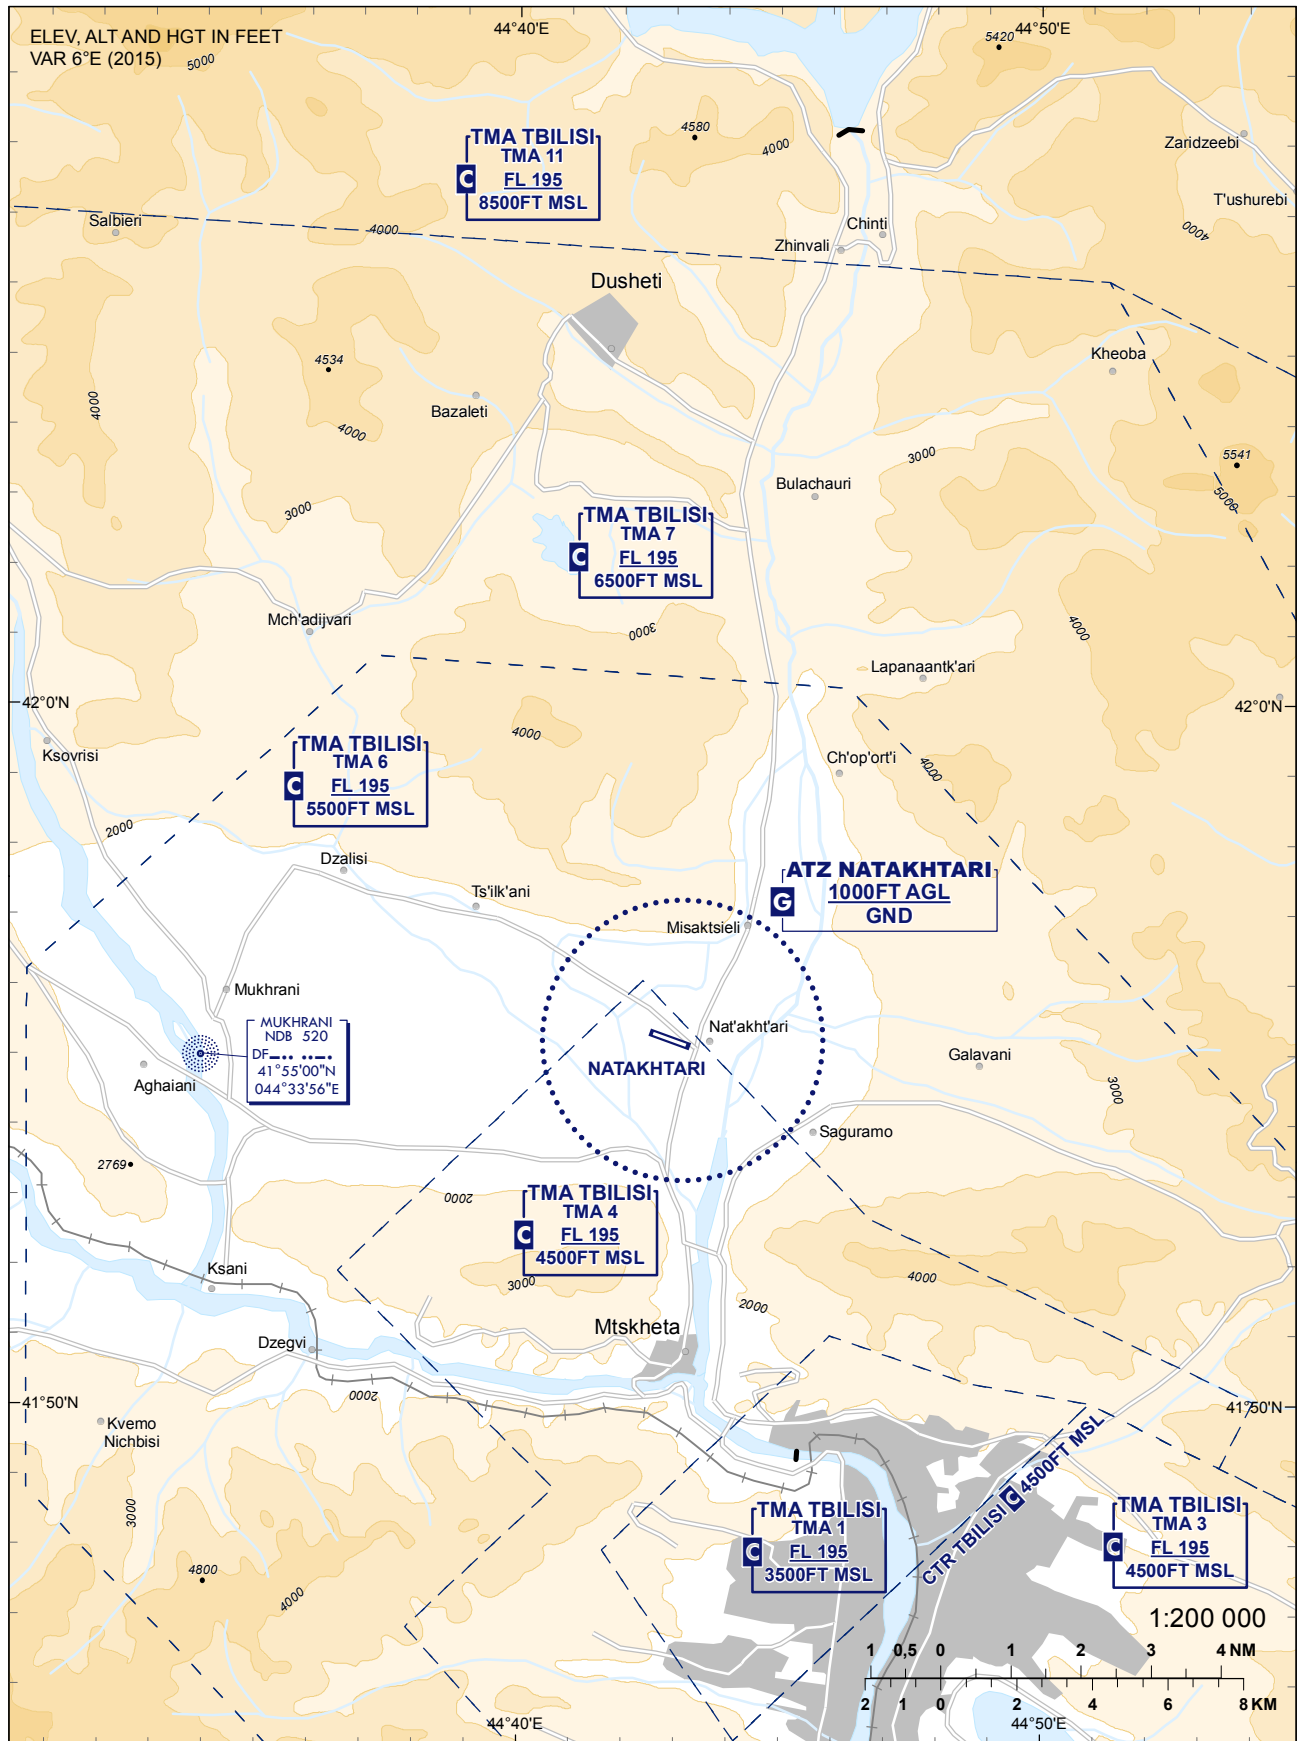 44°40'E
44°50'E
ELEV, ALT AND HGT IN FEET
VAR 6°E (2015)
5000
5420
TMA TBILISI
TMA 11
C
FL 195
8500FT MSL
4580
4000
Zaridzeebi
T'ushurebi
4000
Salbieri
4000
Chinti
Zhinvali
Dusheti
4534
Kheoba
4000
Bazaleti
4000
3000
5541
5000
Bulachauri
3000
TMA TBILISI
TMA 7
C
FL 195
6500FT MSL
Mch'adijvari
3000
4000
Lapanaantk'ari
42°0'N
42°0'N
Ksovrisi
4000
TMA TBILISI
TMA 6
C
FL 195
5500FT MSL
Ch'op'ort'i
4000
2000
Dzalisi
Ts'ilk'ani
ATZ NATAKHTARI
G
1000FT AGL
GND
Misaktsieli
Mukhrani
MUKHRANI
NDB 520
DF
41°55'00"N
044°33'56"E
Nat'akht'ari
NATAKHTARI
Galavani
Aghaiani
3000
Saguramo
2769
2000
TMA TBILISI
TMA 4
C
FL 195
4500FT MSL
3000
4000
Ksani
2000
Mtskheta
Dzegvi
2000
41°50'N
41°50'N
Kvemo
Nichbisi
3000
CTR TBILISI C 4500FT MSL
TMA TBILISI
TMA 1
C
FL 195
3500FT MSL
TMA TBILISI
TMA 3
C
FL 195
4500FT MSL
4800
4000
1:200 000
1 0,5 0 1 2 3 4 NM
2 1 0 2 4 6 8 KM
44°40'E
44°50'E